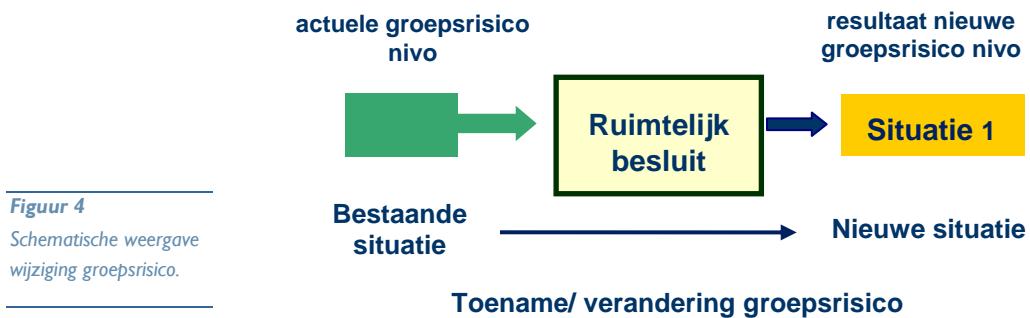 actuele groepsrisico
nivo
resultaat nieuwe
groepsrisico nivo
Ruimtelijk
besluit
Situatie 1
Figuur 4
Schematische weergave
wijziging groepsrisico.
Bestaande
situatie
Nieuwe situatie
Toename/ verandering groepsrisico